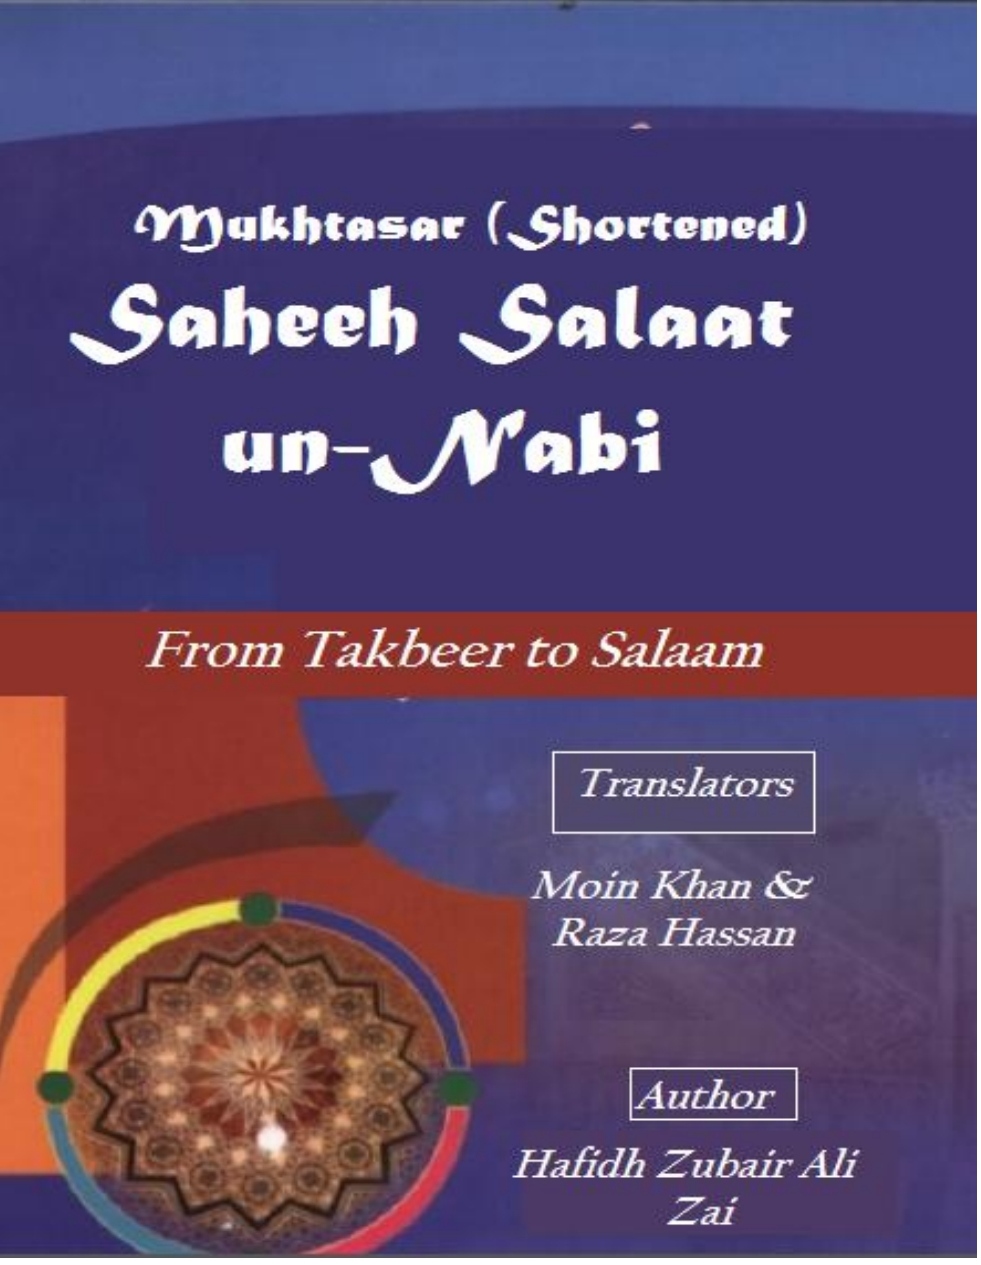 Mukhtasar (Shortened)
Saheeh Salaat
un-Nabi
From Takbeer to Salaam
Translators
Moin Khan &
Raza Hassan
Author
Hafidh Zubair Ali
Zai